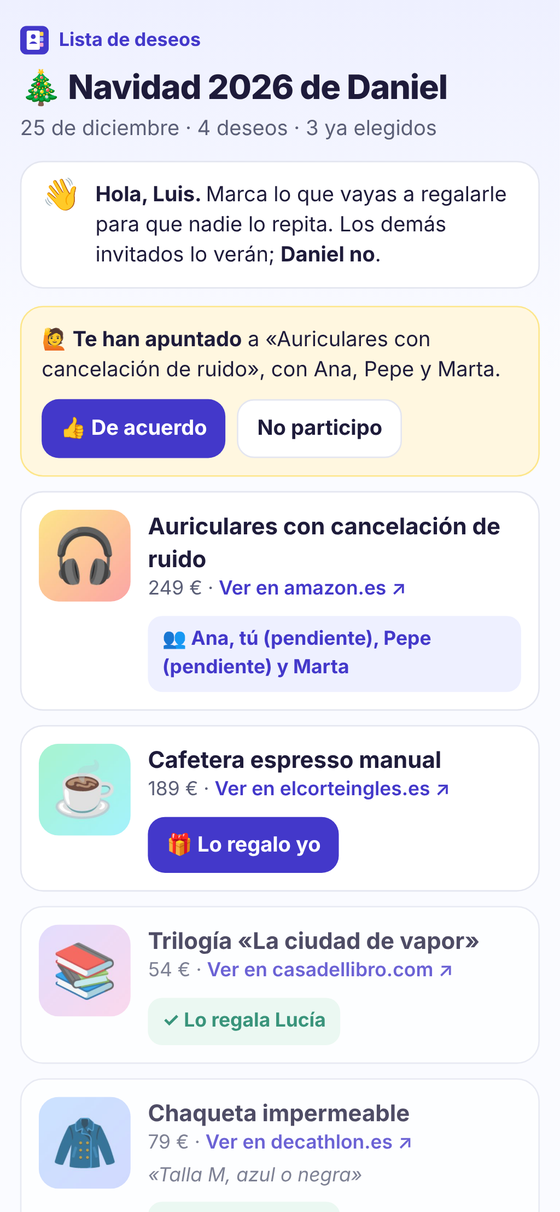 Lista de deseos
🎄 Navidad 2026 de Daniel
25 de diciembre · 4 deseos · 3 ya elegidos
👋 Hola, Luis. Marca lo que vayas a regalarle
para que nadie lo repita. Los demás
invitados lo verán; Daniel no.
🙋 Te han apuntado a «Auriculares con
cancelación de ruido», con Ana, Pepe y Marta.
👍 De acuerdo
No participo
Auriculares con cancelación de
ruido
249 € · Ver en amazon.es ↗
👥 Ana, tú (pendiente), Pepe
(pendiente) y Marta
Cafetera espresso manual
189 € · Ver en elcorteingles.es ↗
🎁 Lo regalo yo
Trilogía «La ciudad de vapor»
54 € · Ver en casadellibro.com ↗
✓ Lo regala Lucía
Chaqueta impermeable
79 € · Ver en decathlon.es ↗
«Talla M, azul o negra»